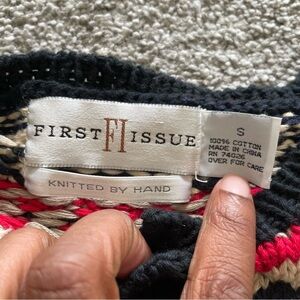 FIRST FI ISSUE
KNITTED BY HAND
S
100% COTTON
MADE IN CHINA
RN 74026
OVER FOR CARE